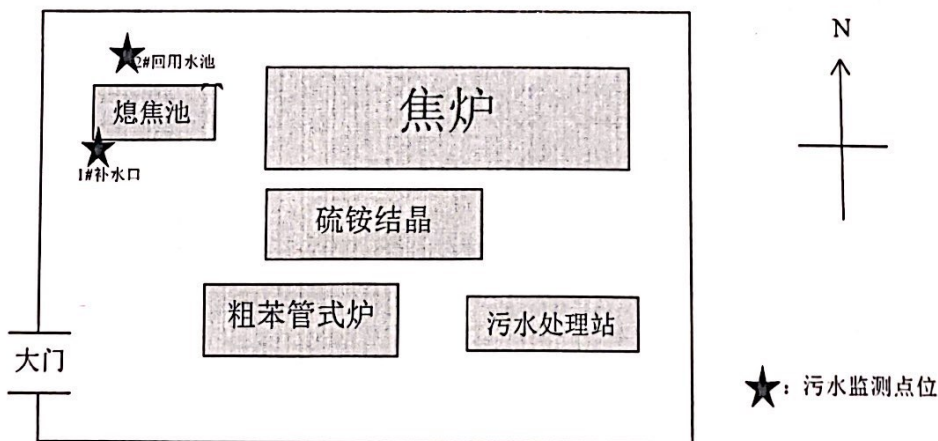 N
2#回用水池
熄焦池
焦炉
1#补水口
硫铵结晶
粗苯管式炉
污水处理站
大门
★：污水监测点位